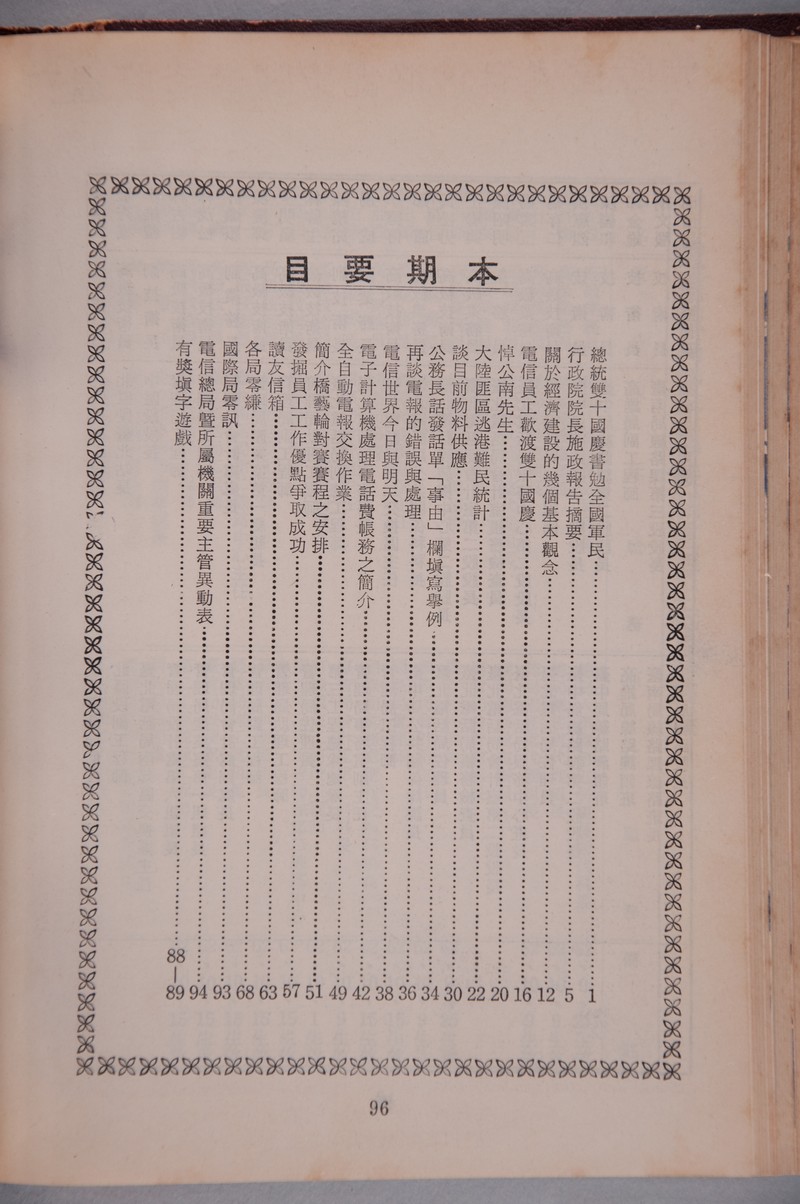 本期要目
總統雙十國慶書勉全國軍民…………1
行政院院長施政報告摘要…………5
關於經濟建設的幾個基本觀念…………12
電信員工歡渡雙十國慶…………16
悼公南先生…………20
大陸匪區逃港難民統計…………22
談目前物料供應…………30
公務長話發話單「事由」欄填寫舉例…………34
再談電報的錯誤與處理…………36
電信世界今日與明天…………38
電子計算機處理電話費帳務之簡介…………42
全自動電報交換作業…………49
簡介橋藝輪對賽賽程之安排…………51
發掘員工工作優點爭取成功…………57
讀友信箱…………63
各局零縑…………68
國際局零訊…………93
電信總局暨所屬機關重要主管異動表…………94
有獎塡字遊戲…………88—89
96